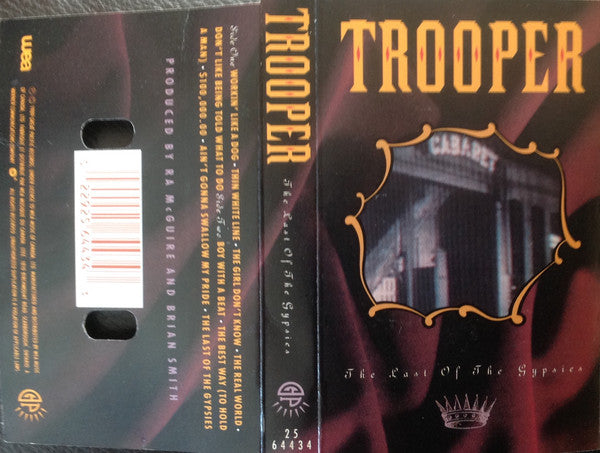 TROOPER
CABARET
The Last Of The Gypsies
TROOPER
The Last Of The Gypsies
GP
25
64434
Side One WORKIN' LIKE A DOG • THIN WHITE LINE • THE GIRL DON'T KNOW • THE REAL WORLD •
DON'T LIKE BEING TOLD WHAT TO DO Side Two BOY WITH A BEAT • THE BEST WAY (TO HOLD
A MAN) • $100,000.00 • AIN'T GONNA SWALLOW MY PRIDE • THE LAST OF THE GYPSIES
PRODUCED BY RA McGUIRE AND BRIAN SMITH
GP
wea